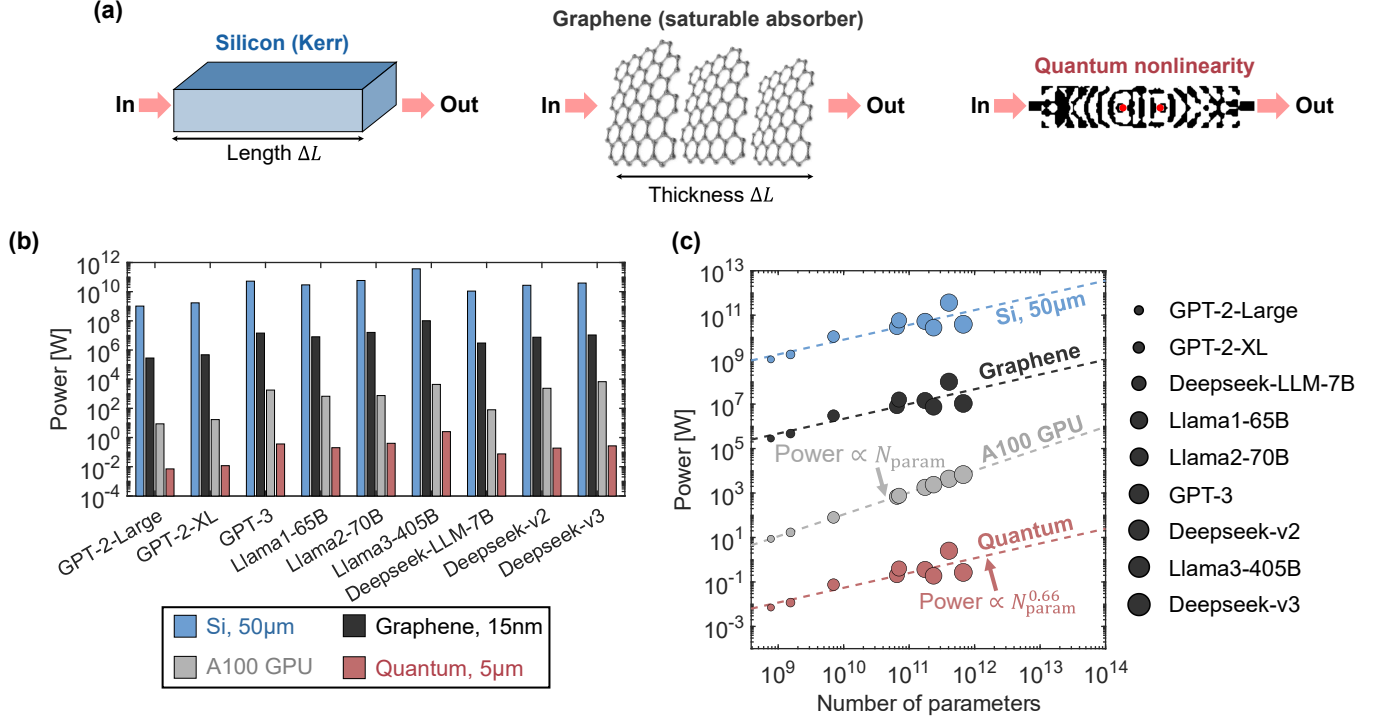 (a)
Silicon (Kerr)
In
Out
Length ΔL
Graphene (saturable absorber)
In
Out
Thickness ΔL
Quantum nonlinearity
In
Out
(b)
Power [W]
10^12
10^10
10^8
10^6
10^4
10^2
10^0
10^-2
10^-4
GPT-2-Large
GPT-2-XL
GPT-3
Llama1-65B
Llama2-70B
Llama3-405B
Deepseek-LLM-7B
Deepseek-v2
Deepseek-v3
Si, 50μm
Graphene, 15nm
A100 GPU
Quantum, 5μm
(c)
Power [W]
10^13
10^11
10^9
10^7
10^5
10^3
10^1
10^-1
10^-3
Si, 50μm
Graphene
A100 GPU
Power ∝ N_param
Quantum
Power ∝ N_param^0.66
10^9
10^10
10^11
10^12
10^13
10^14
Number of parameters
GPT-2-Large
GPT-2-XL
Deepseek-LLM-7B
Llama1-65B
Llama2-70B
GPT-3
Deepseek-v2
Llama3-405B
Deepseek-v3